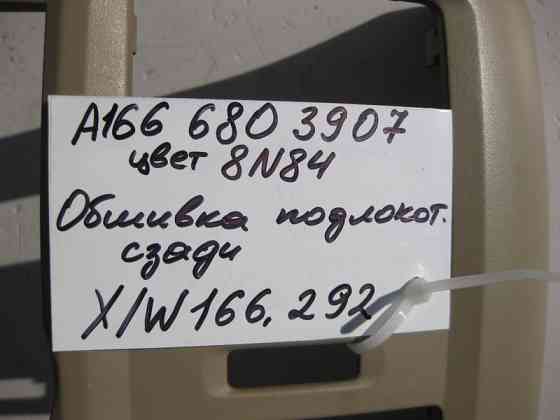 A166 680 3907
цвет 8N84
Обшивка подлокот.
сзади
X/W166, 292